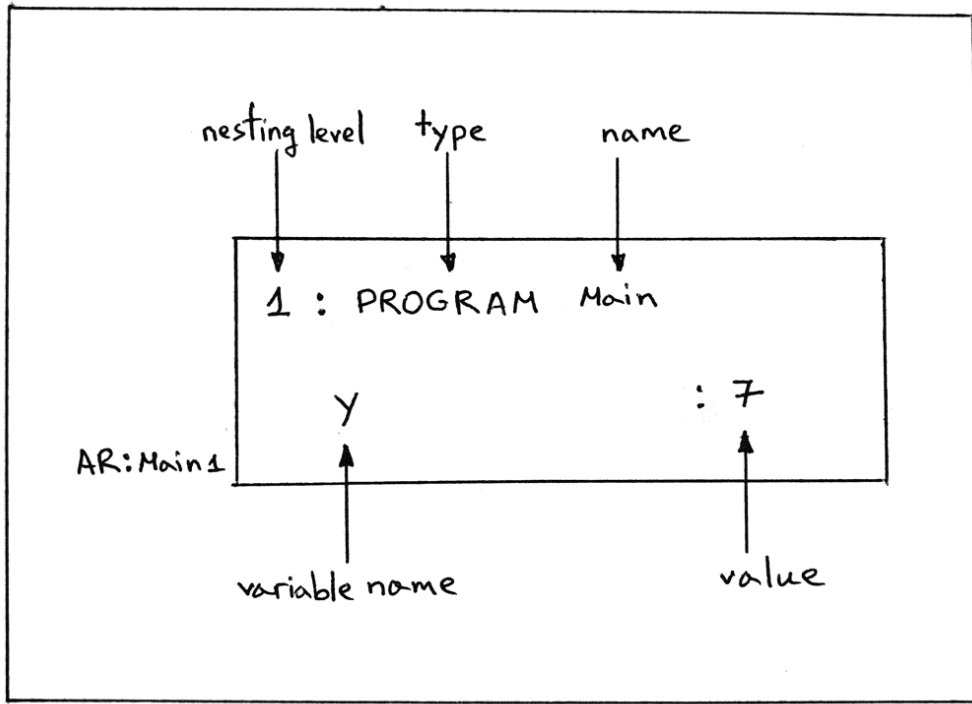 nesting level type name
1 : PROGRAM Main
y : 7
AR:Main1
variable name value